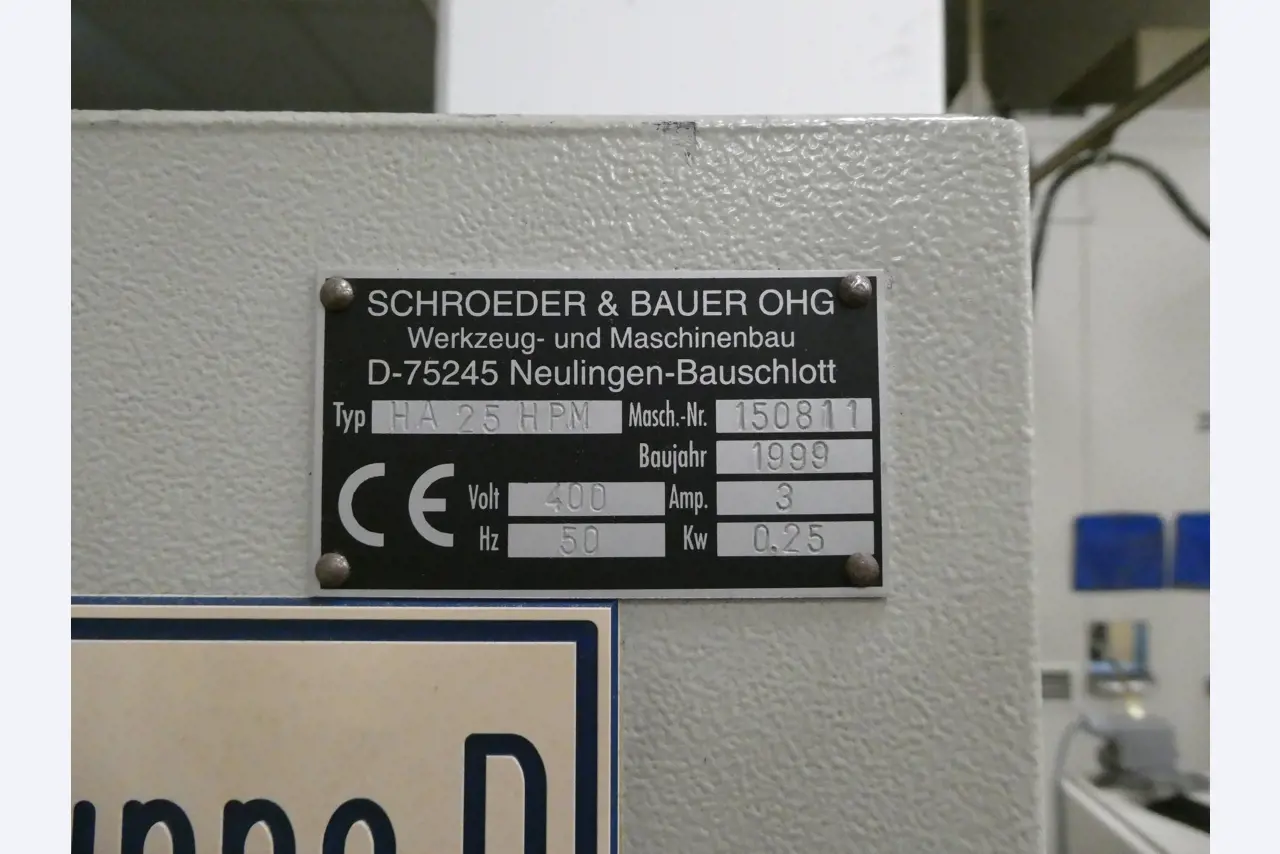 SCHROEDER & BAUER OHG
Werkzeug- und Maschinenbau
D-75245 Neulingen-Bauschlott
Typ HA 25 HPM Masch.-Nr. 150811
Baujahr 1999
CE
Volt 400 Amp. 3
Hz 50 Kw 0.25
D